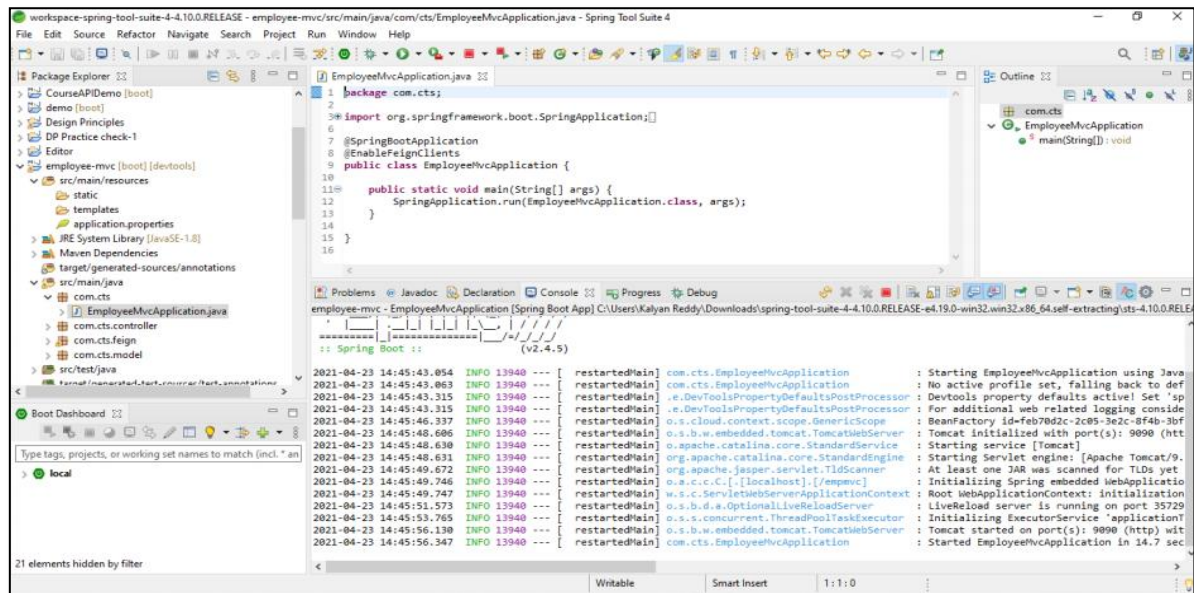 workspace-spring-tool-suite-4-4.10.0.RELEASE - employee-mvc/src/main/java/com/cts/EmployeeMvcApplication.java - Spring Tool Suite 4
File Edit Source Refactor Navigate Search Project Run Window Help
Package Explorer
CourseAPIDemo [boot]
demo [boot]
Design Principles
DP Practice check-1
Editor
employee-mvc [boot] [devtools]
src/main/resources
static
templates
application.properties
JRE System Library [JavaSE-1.8]
Maven Dependencies
target/generated-sources/annotations
src/main/java
com.cts
EmployeeMvcApplication.java
com.cts.controller
com.cts.feign
com.cts.model
src/test/java
target/generated-test-sources/test-annotations
Boot Dashboard
Type tags, projects, or working set names to match (incl. * an
local
21 elements hidden by filter
EmployeeMvcApplication.java
1 package com.cts;
2
3 import org.springframework.boot.SpringApplication;
6
7 @SpringBootApplication
8 @EnableFeignClients
9 public class EmployeeMvcApplication {
10
11 public static void main(String[] args) {
12 SpringApplication.run(EmployeeMvcApplication.class, args);
13 }
14
15 }
16
Outline
com.cts
EmployeeMvcApplication
main(String[]) : void
Problems Javadoc Declaration Console Progress Debug
employee-mvc - EmployeeMvcApplication [Spring Boot App] C:\Users\Kalyan Reddy\Downloads\spring-tool-suite-4-4.10.0.RELEASE-e4.19.0-win32.win32.x86_64.self-extracting\sts-4.10.0.RELEA
:: Spring Boot :: (v2.4.5)
2021-04-23 14:45:43.054 INFO 13940 --- [ restartedMain] com.cts.EmployeeMvcApplication : Starting EmployeeMvcApplication using Java
2021-04-23 14:45:43.063 INFO 13940 --- [ restartedMain] com.cts.EmployeeMvcApplication : No active profile set, falling back to def
2021-04-23 14:45:43.315 INFO 13940 --- [ restartedMain] .e.DevToolsPropertyDefaultsPostProcessor : Devtools property defaults active! Set 'sp
2021-04-23 14:45:43.315 INFO 13940 --- [ restartedMain] .e.DevToolsPropertyDefaultsPostProcessor : For additional web related logging conside
2021-04-23 14:45:46.337 INFO 13940 --- [ restartedMain] o.s.cloud.context.scope.GenericScope : BeanFactory id=feb70d2c-2c05-3e2c-8f4b-3bf
2021-04-23 14:45:48.606 INFO 13940 --- [ restartedMain] o.s.b.w.embedded.tomcat.TomcatWebServer : Tomcat initialized with port(s): 9090 (htt
2021-04-23 14:45:48.630 INFO 13940 --- [ restartedMain] o.apache.catalina.core.StandardService : Starting service [Tomcat]
2021-04-23 14:45:48.631 INFO 13940 --- [ restartedMain] org.apache.catalina.core.StandardEngine : Starting Servlet engine: [Apache Tomcat/9.
2021-04-23 14:45:49.672 INFO 13940 --- [ restartedMain] org.apache.jasper.servlet.TldScanner : At least one JAR was scanned for TLDs yet
2021-04-23 14:45:49.746 INFO 13940 --- [ restartedMain] o.a.c.c.C.[.[localhost].[/empmvc] : Initializing Spring embedded WebApplicatio
2021-04-23 14:45:49.747 INFO 13940 --- [ restartedMain] w.s.c.ServletWebServerApplicationContext : Root WebApplicationContext: initialization
2021-04-23 14:45:51.573 INFO 13940 --- [ restartedMain] o.s.b.d.a.OptionalLiveReloadServer : LiveReload server is running on port 35729
2021-04-23 14:45:53.765 INFO 13940 --- [ restartedMain] o.s.s.concurrent.ThreadPoolTaskExecutor : Initializing ExecutorService 'applicationT
2021-04-23 14:45:56.130 INFO 13940 --- [ restartedMain] o.s.b.w.embedded.tomcat.TomcatWebServer : Tomcat started on port(s): 9090 (http) wit
2021-04-23 14:45:56.347 INFO 13940 --- [ restartedMain] com.cts.EmployeeMvcApplication : Started EmployeeMvcApplication in 14.7 sec
Writable Smart Insert 1:1:0